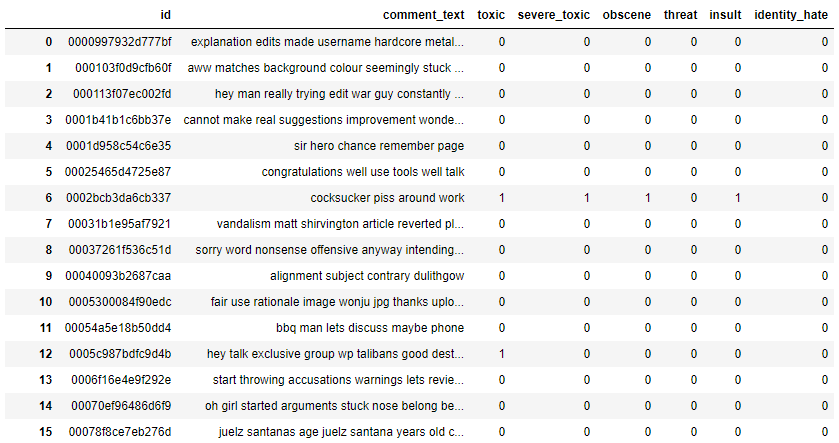 id comment_text toxic severe_toxic obscene threat insult identity_hate
0 0000997932d777bf explanation edits made username hardcore metal... 0 0 0 0 0 0
1 000103f0d9cfb60f aww matches background colour seemingly stuck ... 0 0 0 0 0 0
2 000113f07ec002fd hey man really trying edit war guy constantly ... 0 0 0 0 0 0
3 0001b41b1c6bb37e cannot make real suggestions improvement wonde... 0 0 0 0 0 0
4 0001d958c54c6e35 sir hero chance remember page 0 0 0 0 0 0
5 00025465d4725e87 congratulations well use tools well talk 0 0 0 0 0 0
6 0002bcb3da6cb337 cocksucker piss around work 1 1 1 0 1 0
7 00031b1e95af7921 vandalism matt shirvington article reverted pl... 0 0 0 0 0 0
8 00037261f536c51d sorry word nonsense offensive anyway intending... 0 0 0 0 0 0
9 00040093b2687caa alignment subject contrary dulithgow 0 0 0 0 0 0
10 0005300084f90edc fair use rationale image wonju jpg thanks uplo... 0 0 0 0 0 0
11 00054a5e18b50dd4 bbq man lets discuss maybe phone 0 0 0 0 0 0
12 0005c987bdfc9d4b hey talk exclusive group wp talibans good dest... 1 0 0 0 0 0
13 0006f16e4e9f292e start throwing accusations warnings lets revie... 0 0 0 0 0 0
14 00070ef96486d6f9 oh girl started arguments stuck nose belong be... 0 0 0 0 0 0
15 00078f8ce7eb276d juelz santanas age juelz santana years old c... 0 0 0 0 0 0